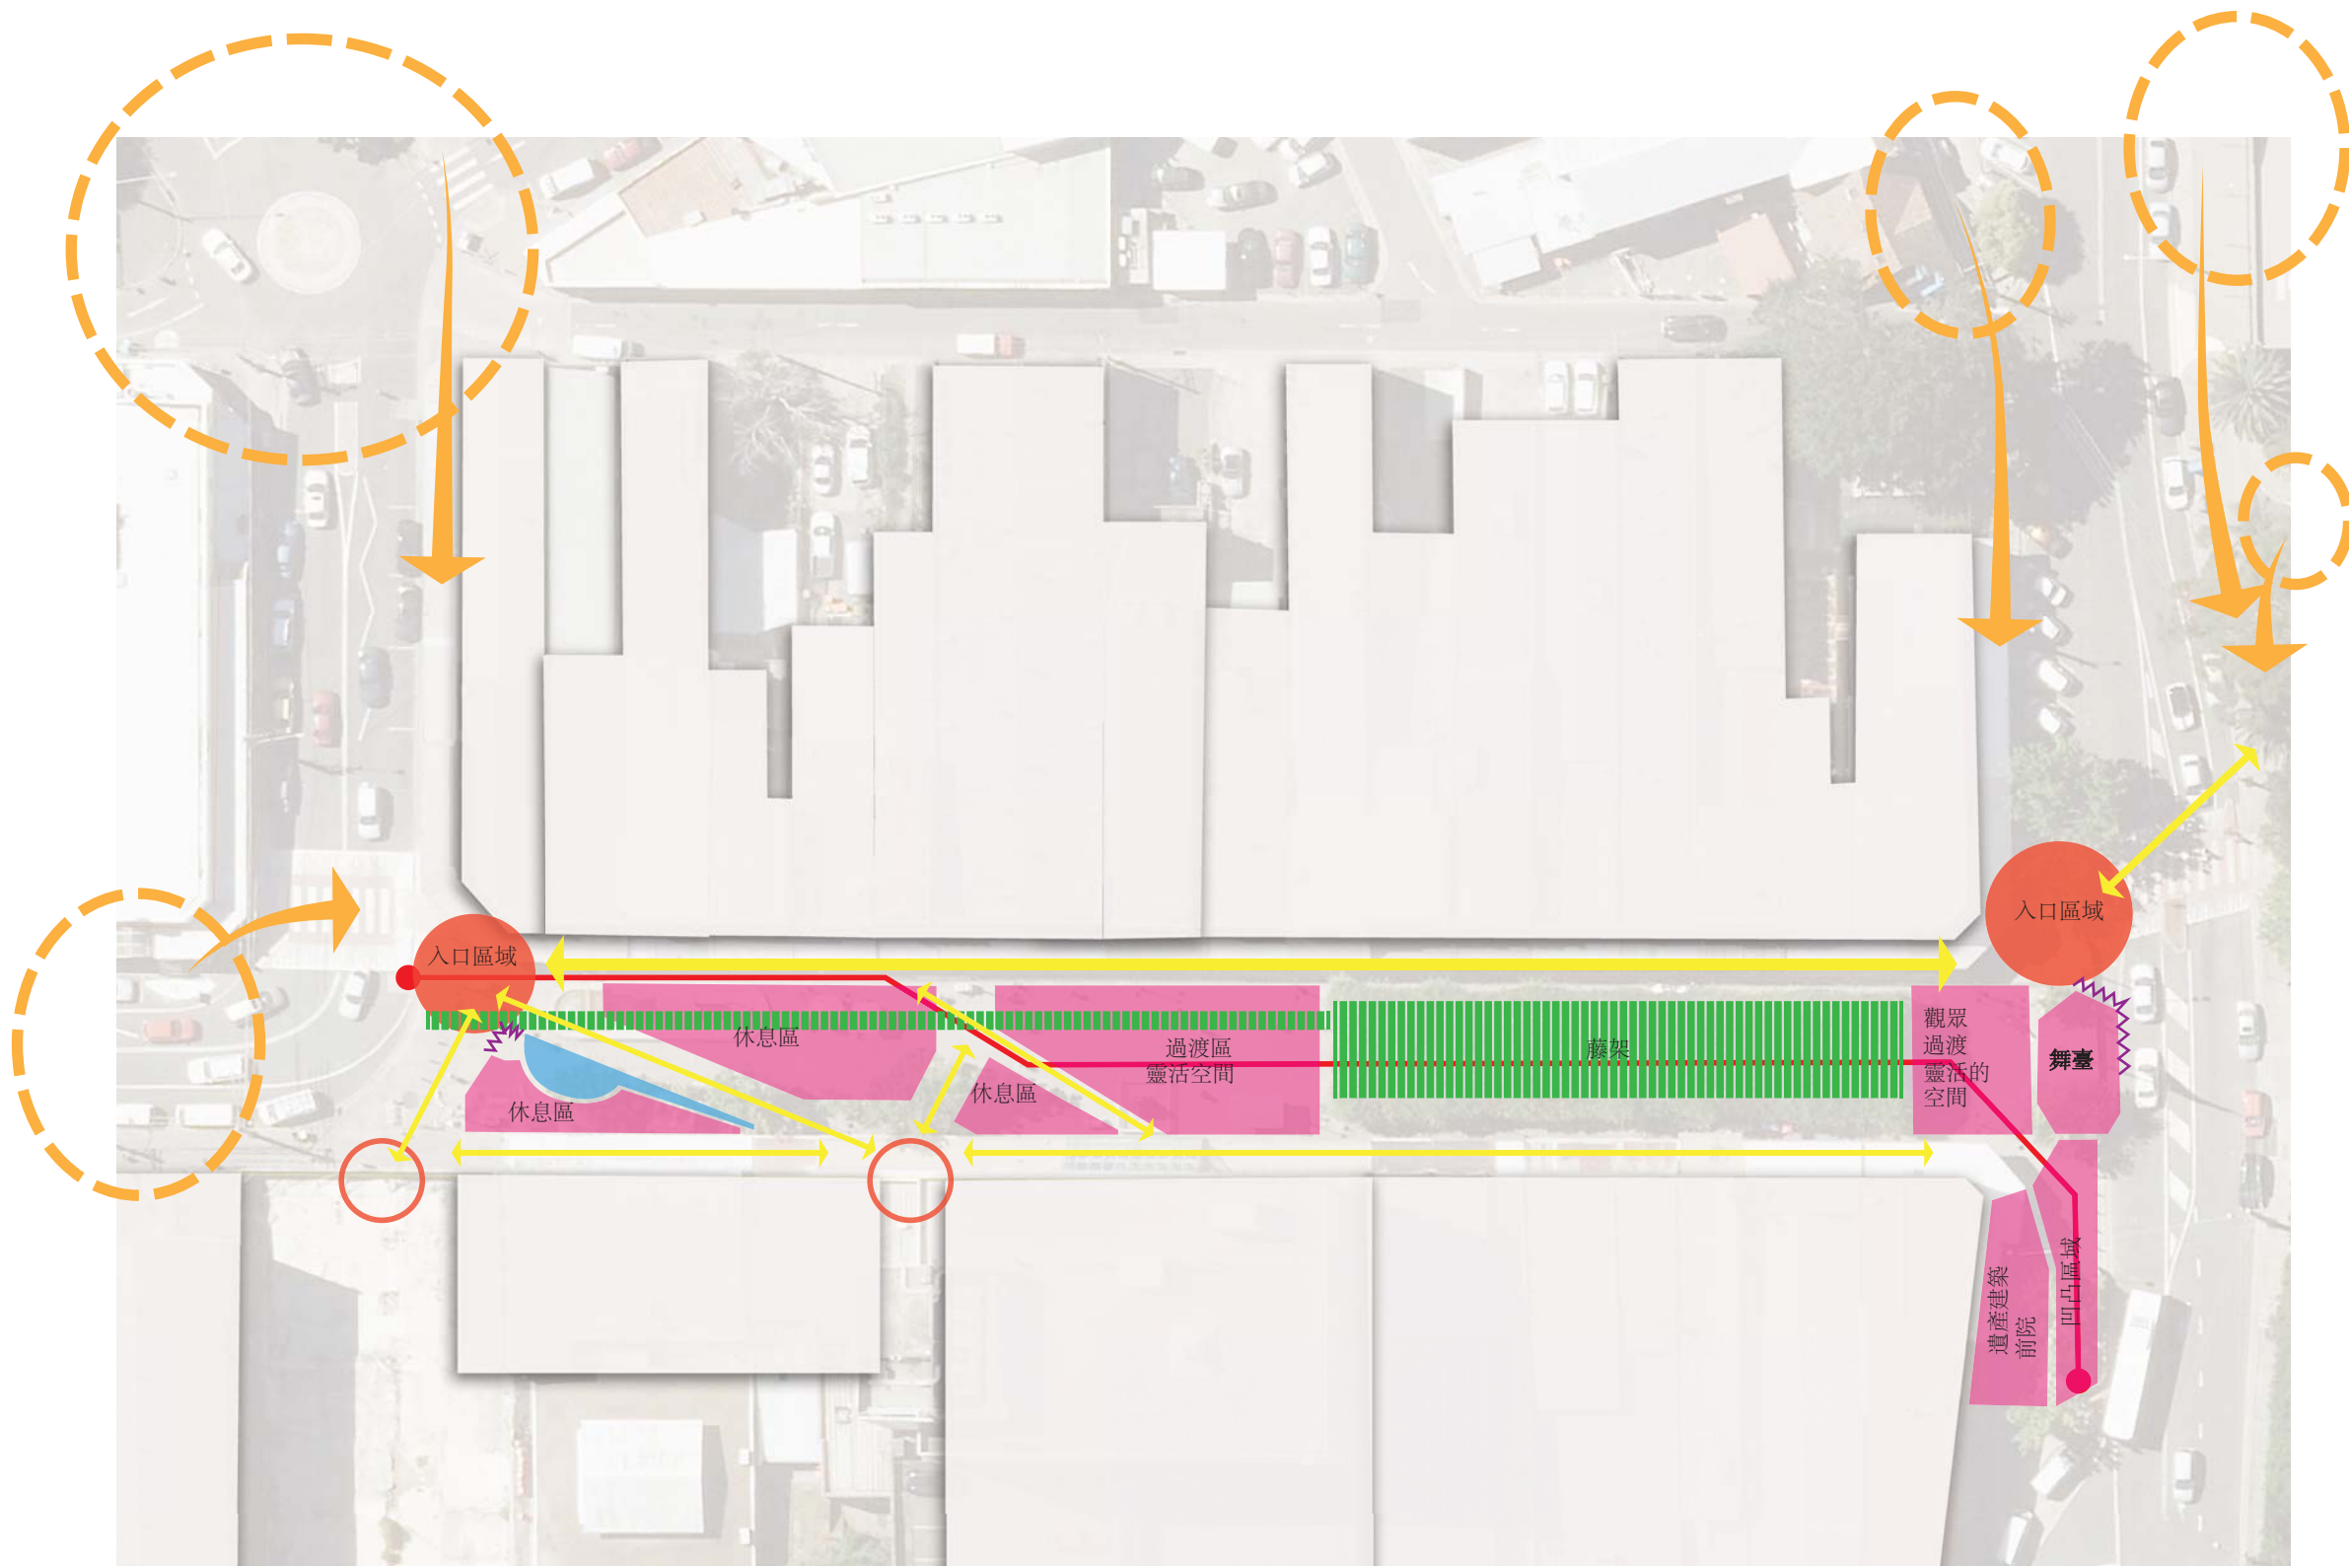 入口區域
入口區域
休息區
過渡區
靈活空間
藤架
觀眾
過渡
靈活的
空間
舞臺
休息區
休息區
遺產建築
前院
凹凸區域